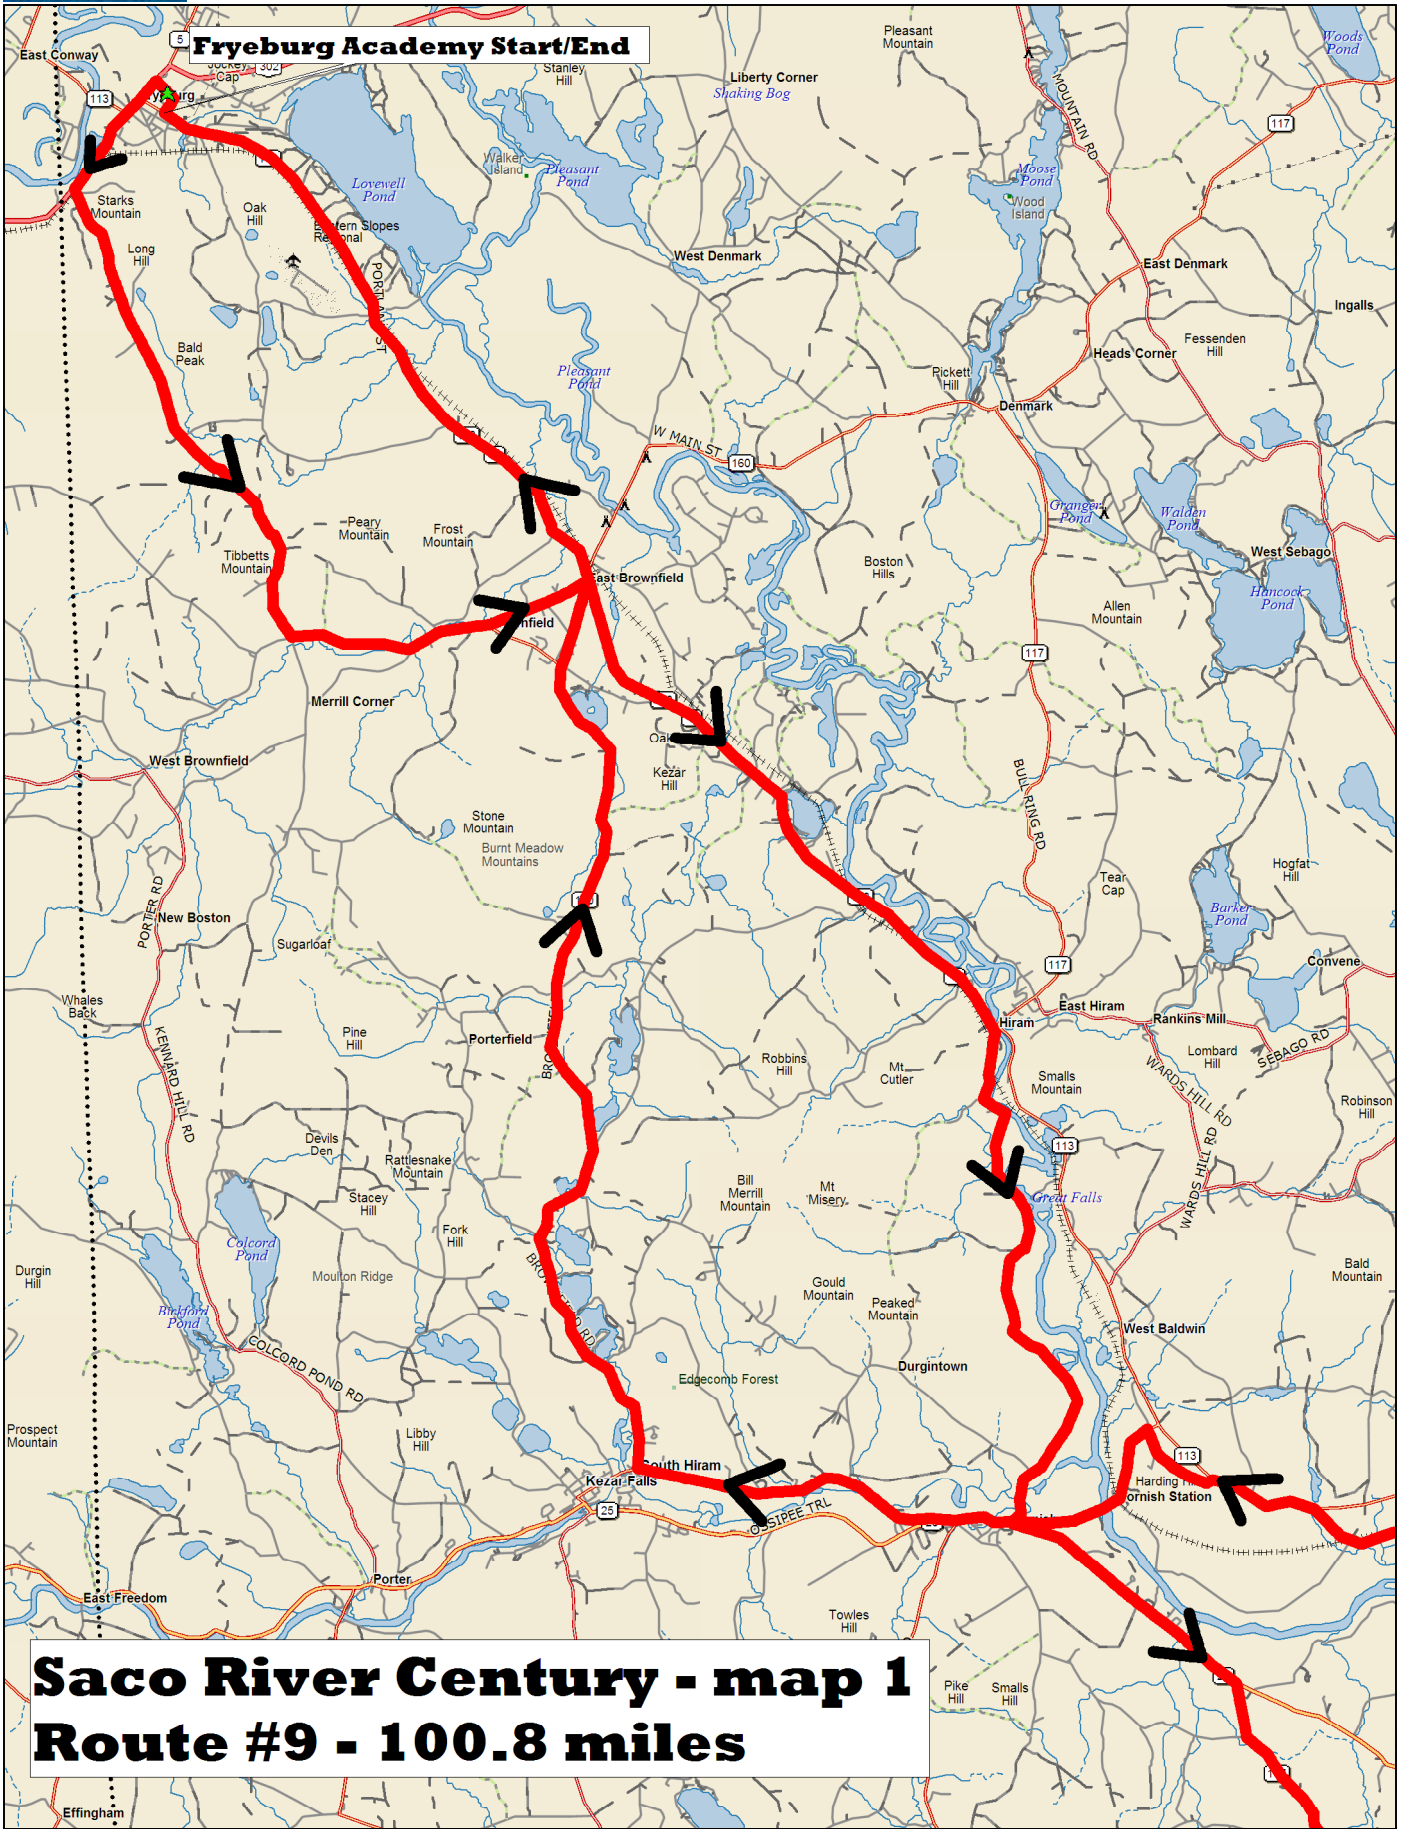 Fryeburg Academy Start/End
5
302
East Conway
Jockey
Cap
Stanley
Hill
Pleasant
Mountain
Liberty Corner
Shaking Bog
Woods
Pond
113
MOUNTAIN RD
117
Walker
Island
Pleasant
Pond
Moose
Pond
Wood
Island
Lovewell
Pond
Starks
Mountain
Oak
Hill
Long
Hill
West Denmark
East Denmark
Ingalls
Bald
Peak
Fessenden
Hill
Heads Corner
Pickett
Hill
Pleasant
Pond
Denmark
W MAIN ST
160
Granger
Pond
Walden
Pond
Peary
Mountain
Frost
Mountain
Tibbetts
Mountain
West Sebago
Hancock
Pond
Boston
Hills
East Brownfield
Allen
Mountain
117
Merrill Corner
West Brownfield
Kezar
Hill
BULL RING RD
Stone
Mountain
Burnt Meadow
Mountains
Hogfat
Hill
Tear
Cap
PORTER RD
New Boston
Barker
Pond
Sugarloaf
117
Convene
Whales
Back
East Hiram
Hiram
Rankins Mill
Pine
Hill
Porterfield
KENNARD HILL RD
Robbins
Hill
Mt
Cutler
Smalls
Mountain
Lombard
Hill
SEBAGO RD
WARDS HILL RD
Robinson
Hill
Devils
Den
Rattlesnake
Mountain
113
WARDS HILL RD
Stacey
Hill
Bill
Merrill
Mountain
Mt
Misery
Great Falls
Fork
Hill
Colcord
Pond
Durgin
Hill
Moulton Ridge
Bald
Mountain
Bickford
Pond
Gould
Mountain
Peaked
Mountain
West Baldwin
COLCORD POND RD
Durgintown
Edgecomb Forest
Prospect
Mountain
Libby
Hill
113
South Hiram
Kezar Falls
25
OSSIPEE TRL
Porter
East Freedom
Towles
Hill
Pike
Hill
Smalls
Hill
Saco River Century - map 1
Route #9 - 100.8 miles
Effingham